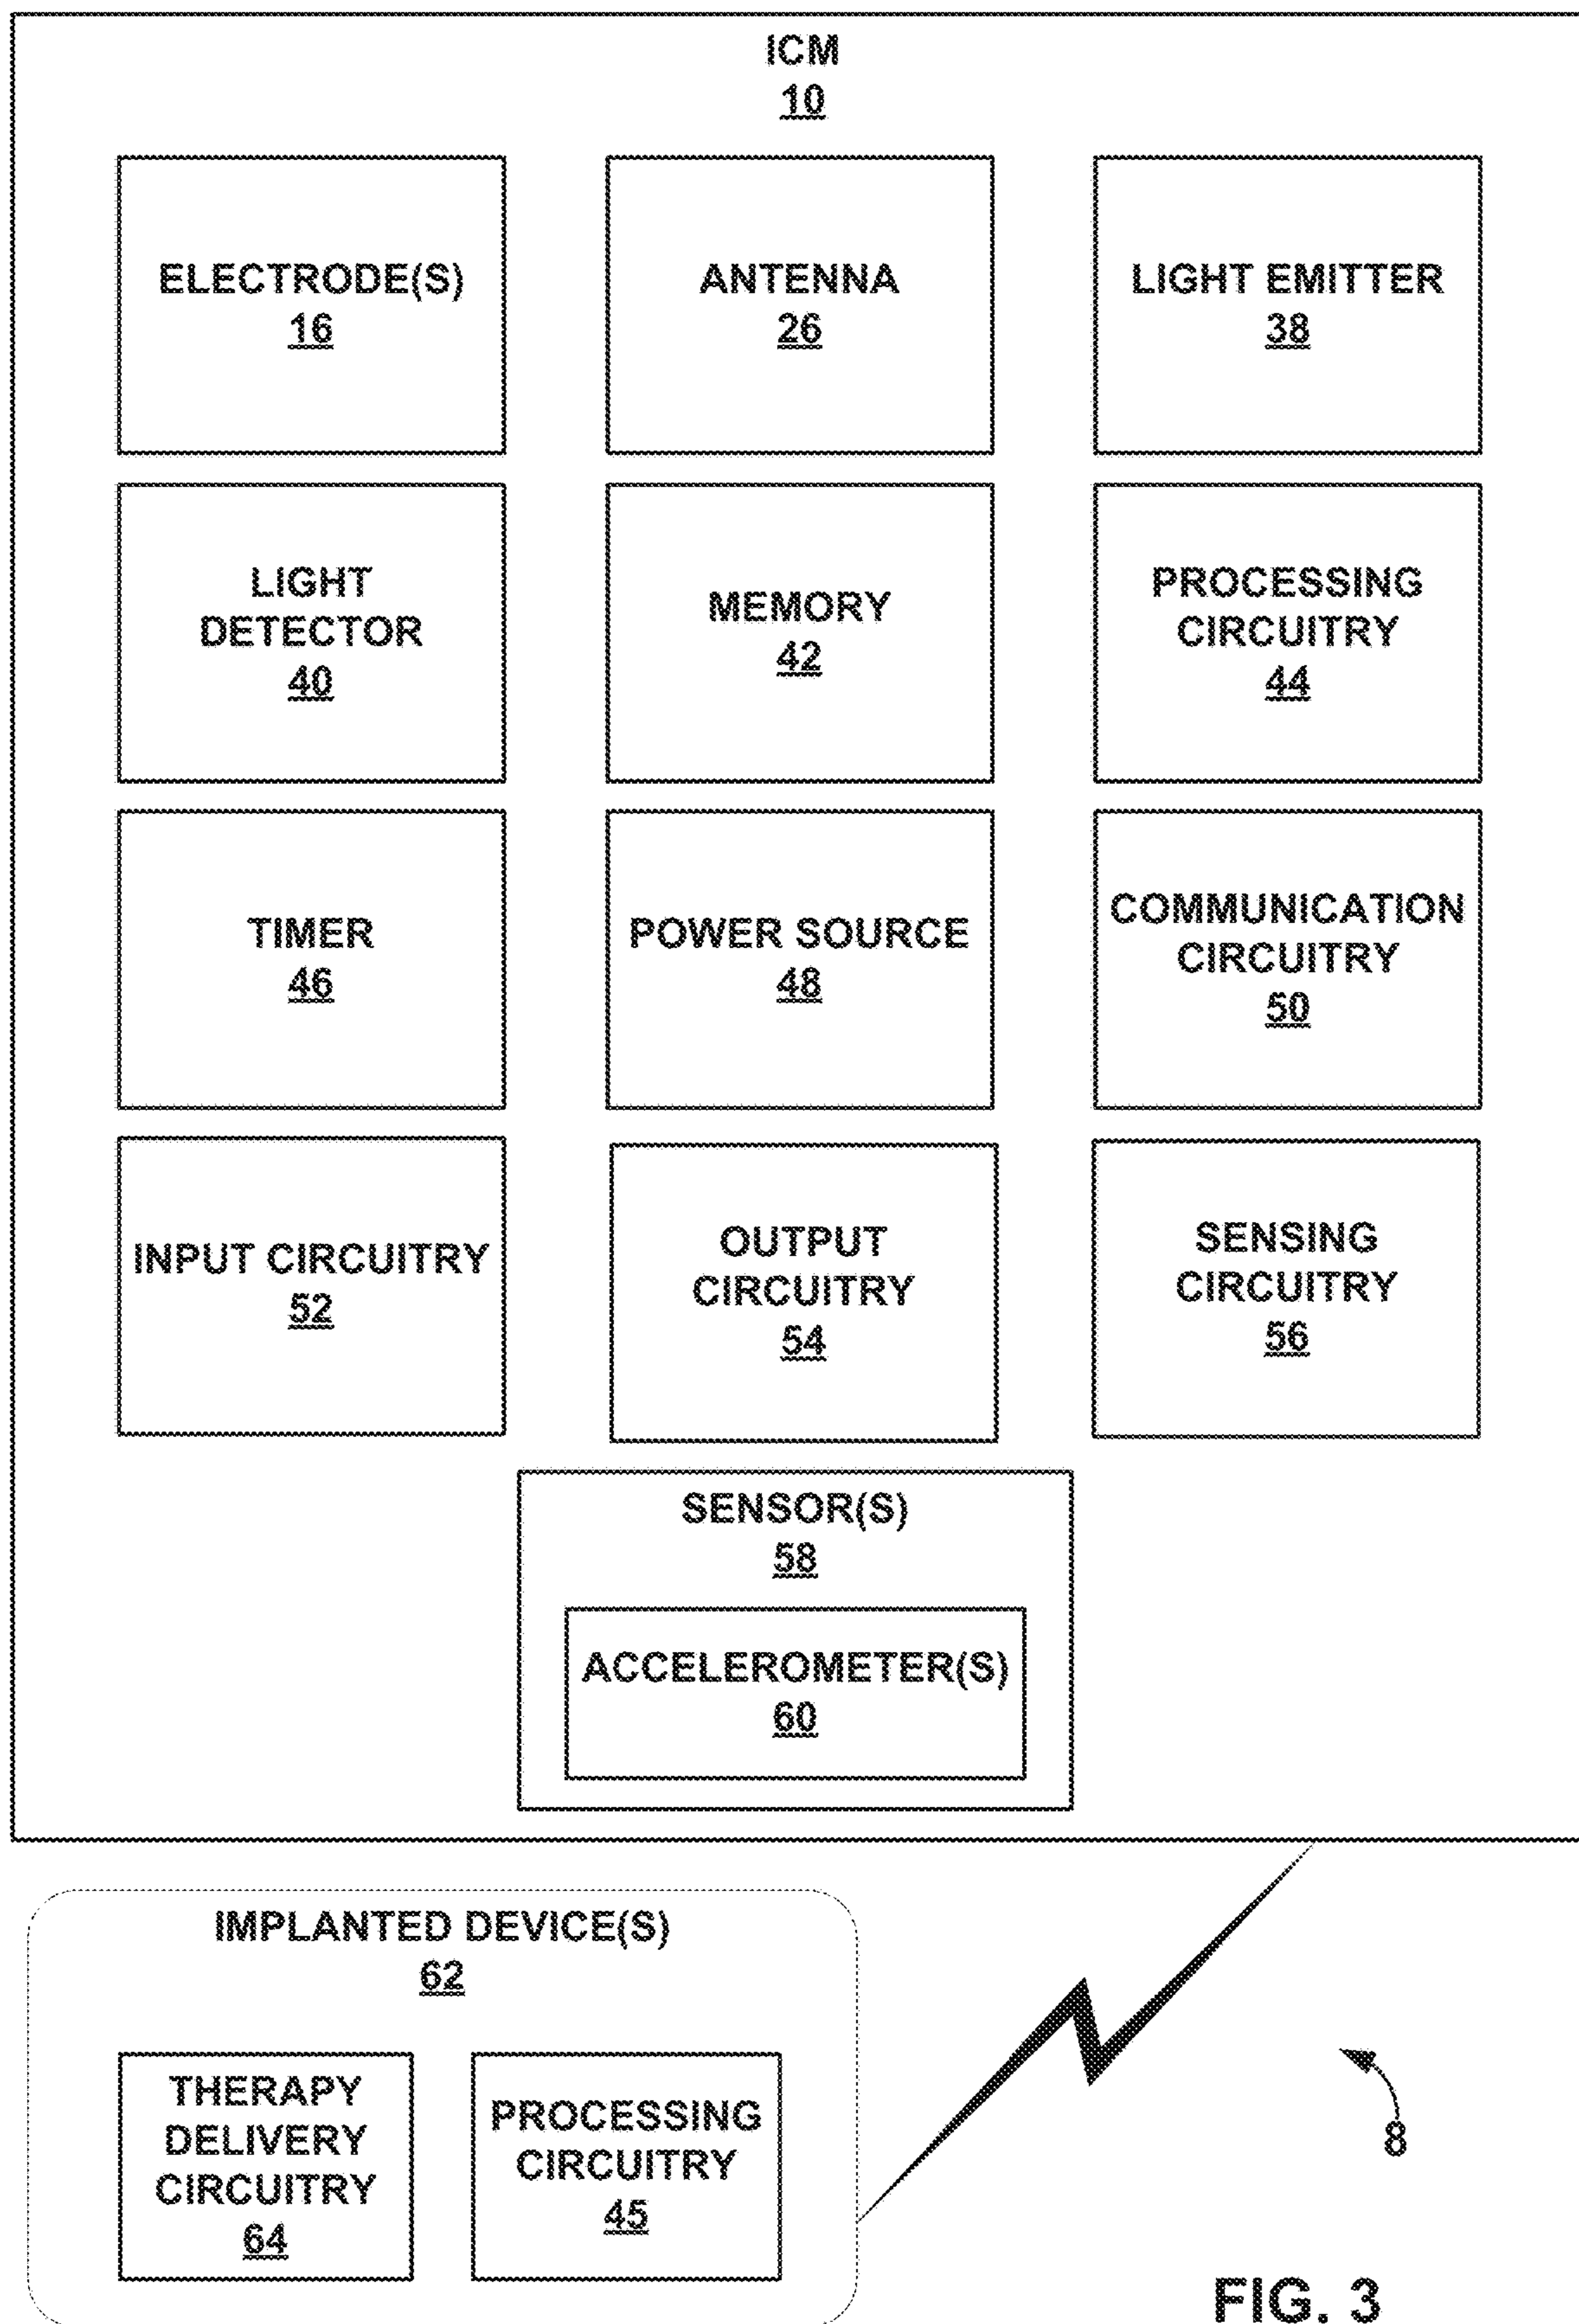 ICM
10
ELECTRODE(S)
16
ANTENNA
26
LIGHT EMITTER
38
LIGHT
DETECTOR
40
MEMORY
42
PROCESSING
CIRCUITRY
44
TIMER
46
POWER SOURCE
48
COMMUNICATION
CIRCUITRY
50
INPUT CIRCUITRY
52
OUTPUT
CIRCUITRY
54
SENSING
CIRCUITRY
56
SENSOR(S)
58
ACCELEROMETER(S)
60
IMPLANTED DEVICE(S)
62
THERAPY
DELIVERY
CIRCUITRY
64
PROCESSING
CIRCUITRY
45
8
FIG. 3